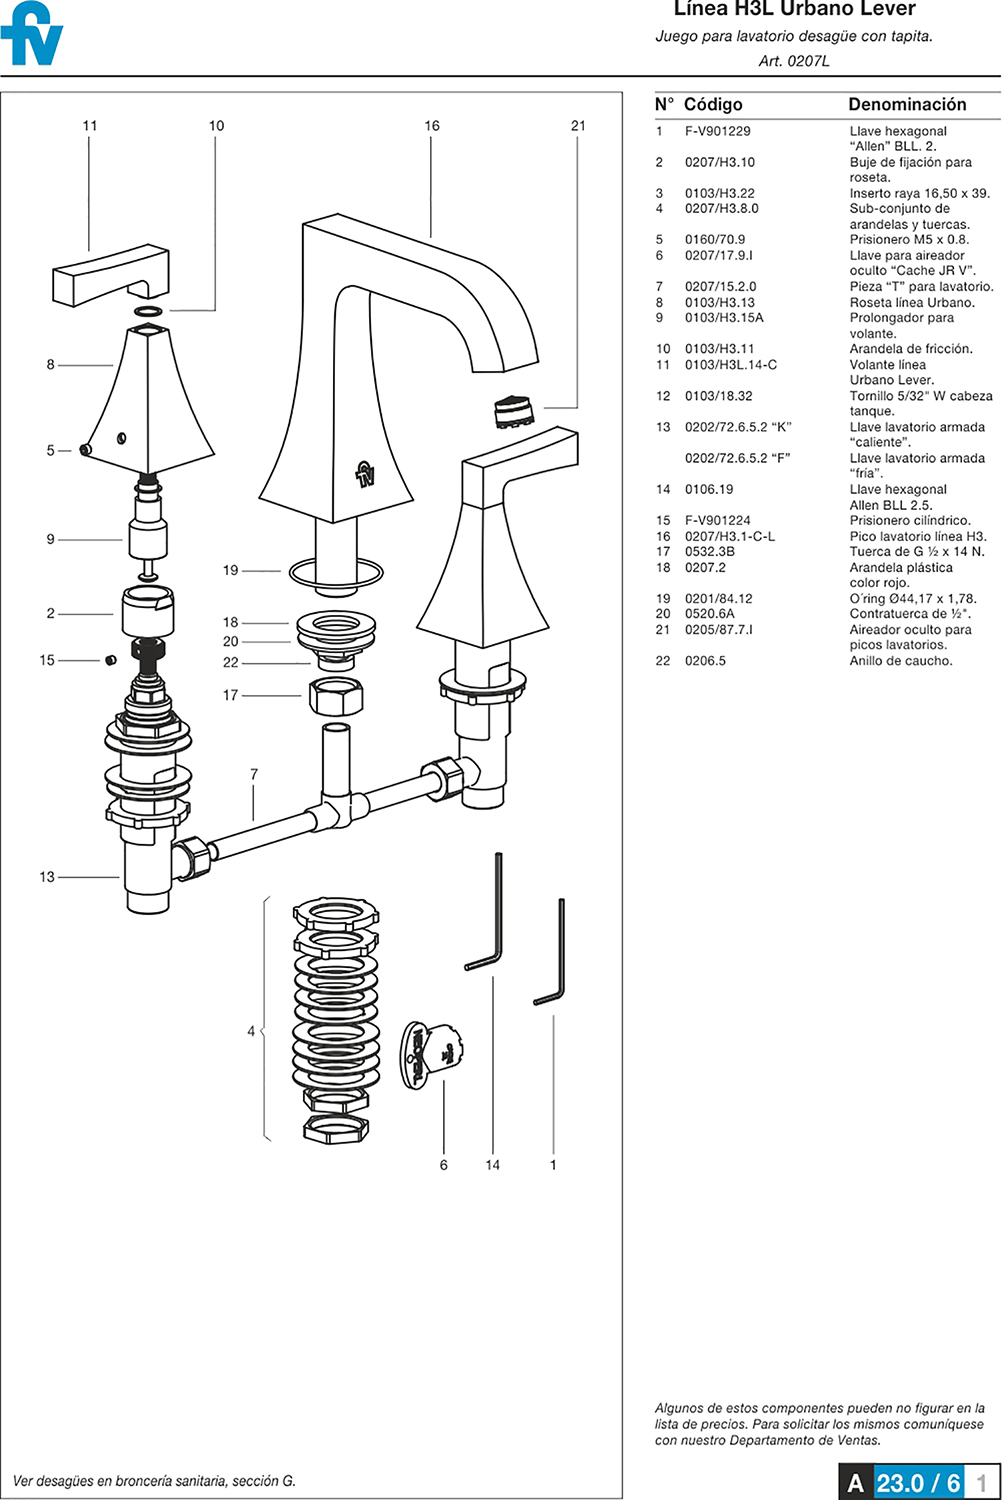 fv
Línea H3L Urbano Lever
Juego para lavatorio desagüe con tapita.
Art. 0207L
N° Código Denominación
1 F-V901229 Llave hexagonal
“Allen” BLL. 2.
2 0207/H3.10 Buje de fijación para
roseta.
3 0103/H3.22 Inserto raya 16,50 x 39.
4 0207/H3.8.0 Sub-conjunto de
arandelas y tuercas.
5 0160/70.9 Prisionero M5 x 0.8.
6 0207/17.9.I Llave para aireador
oculto “Cache JR V”.
7 0207/15.2.0 Pieza “T” para lavatorio.
8 0103/H3.13 Roseta línea Urbano.
9 0103/H3.15A Prolongador para
volante.
10 0103/H3.11 Arandela de fricción.
11 0103/H3L.14-C Volante línea
Urbano Lever.
12 0103/18.32 Tornillo 5/32" W cabeza
tanque.
13 0202/72.6.5.2 “K” Llave lavatorio armada
“caliente”.
0202/72.6.5.2 “F” Llave lavatorio armada
“fría”.
14 0106.19 Llave hexagonal
Allen BLL 2.5.
15 F-V901224 Prisionero cilíndrico.
16 0207/H3.1-C-L Pico lavatorio línea H3.
17 0532.3B Tuerca de G ½ x 14 N.
18 0207.2 Arandela plástica
color rojo.
19 0201/84.12 O´ring Ø44,17 x 1,78.
20 0520.6A Contratuerca de ½".
21 0205/87.7.I Aireador oculto para
picos lavatorios.
22 0206.5 Anillo de caucho.
11 10 16 21
8
5
fv
9
19
2
18
20
15
22
17
7
13
4
NEOPERL
6 14 1
Algunos de estos componentes pueden no figurar en la
lista de precios. Para solicitar los mismos comuníquese
con nuestro Departamento de Ventas.
Ver desagües en broncería sanitaria, sección G.
A 23.0 / 6 1